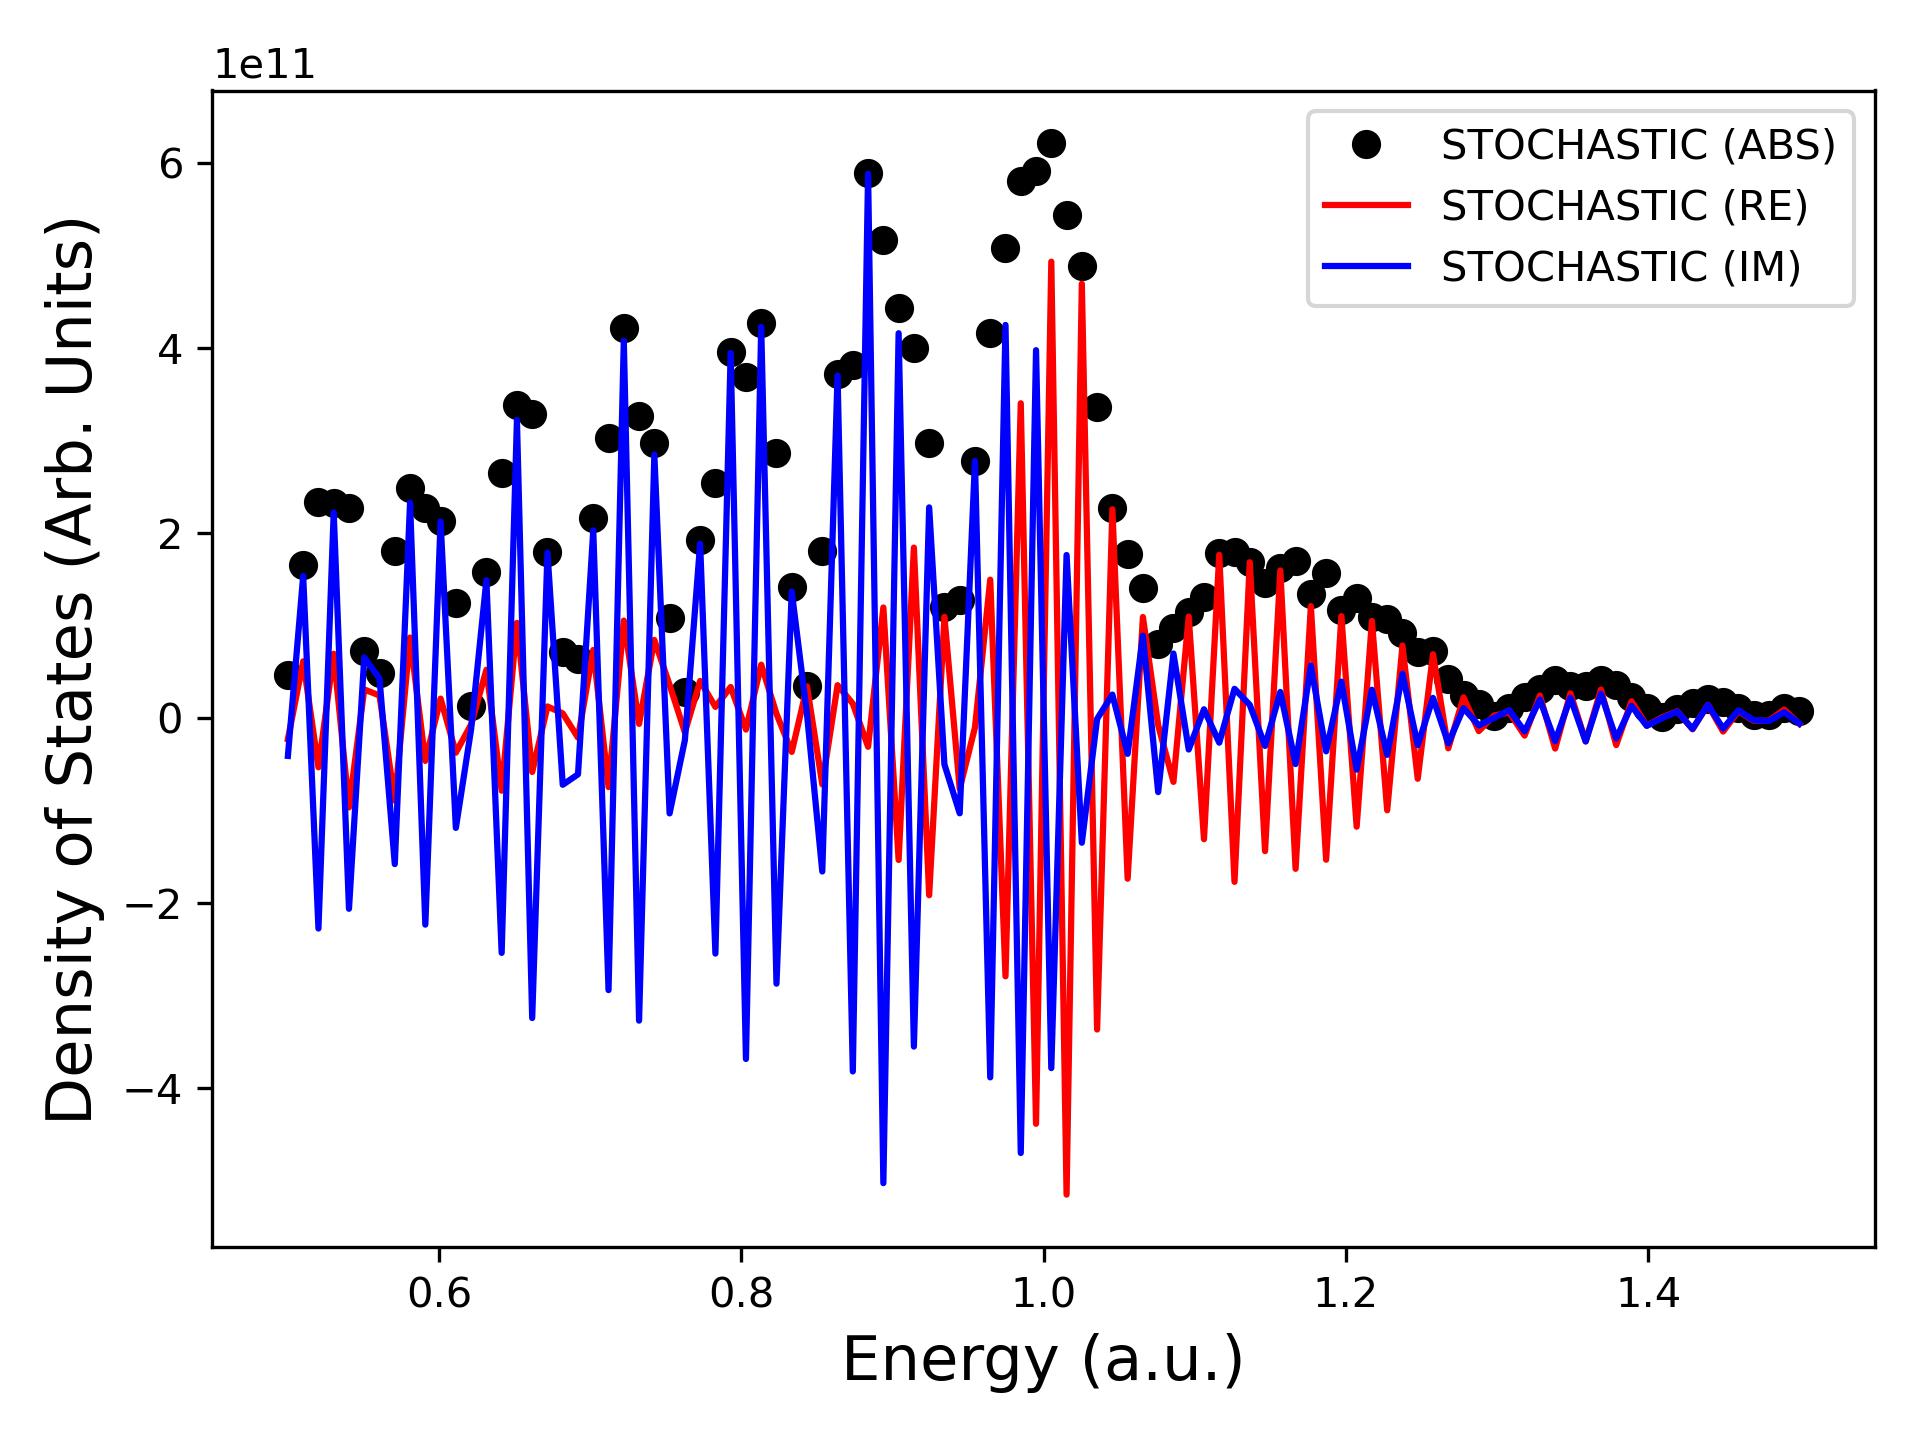 1e11
6
4
2
0
−2
−4
Density of States (Arb. Units)
STOCHASTIC (ABS)
STOCHASTIC (RE)
STOCHASTIC (IM)
0.6 0.8 1.0 1.2 1.4
Energy (a.u.)